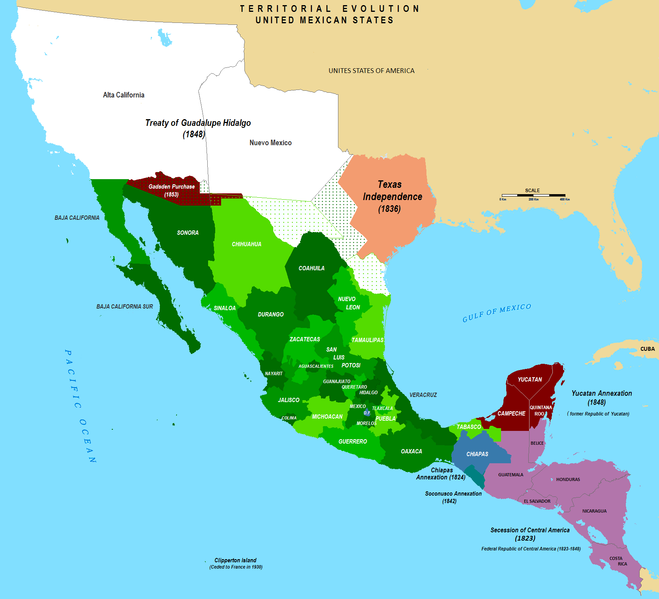 TERRITORIAL EVOLUTION
UNITED MEXICAN STATES
UNITES STATES OF AMERICA
Alta California
Treaty of Guadalupe Hidalgo
(1848)
Nuevo Mexico
Gadsden Purchase
(1853)
Texas
Independence
(1836)
SCALE
BAJA CALIFORNIA
SONORA
CHIHUAHUA
COAHUILA
BAJA CALIFORNIA SUR
SINALOA
DURANGO
NUEVO
LEON
GULF OF MEXICO
ZACATECAS
TAMAULIPAS
SAN
LUIS
POTOSI
CUBA
PACIFIC OCEAN
NAYARIT
AGUASCALIENTES
GUANAJUATO
QUERETARO
HIDALGO
VERACRUZ
YUCATAN
Yucatan Annexation
(1848)
( former Republic of Yucatan)
JALISCO
COLIMA
MICHOACAN
MEXICO
TLAXLALA
PUEBLA
MORELOS
CAMPECHE
QUINTANA
ROO
TABASCO
BELICE
GUERRERO
OAXACA
CHIAPAS
Chiapas
Annexation (1824)
GUATEMALA
HONDURAS
Soconusco Annexation
(1842)
EL SALVADOR
NICARAGUA
Secession of Central America
(1823)
Federal Republic of Central America (1823-1848)
COSTA
RICA
Clipperton Island
(Ceded to France in 1930)